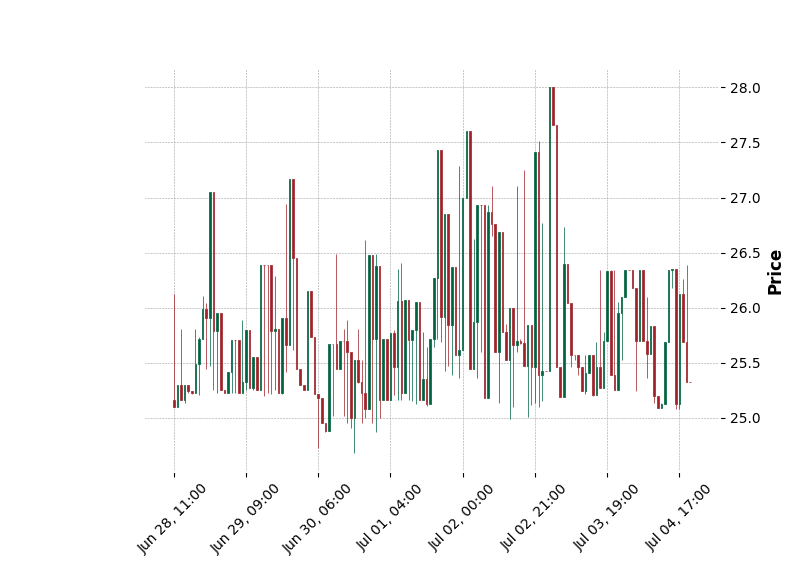 28.0
27.5
27.0
26.5
26.0
25.5
25.0
Price
Jun 28, 11:00
Jun 29, 09:00
Jun 30, 06:00
Jul 01, 04:00
Jul 02, 00:00
Jul 02, 21:00
Jul 03, 19:00
Jul 04, 17:00